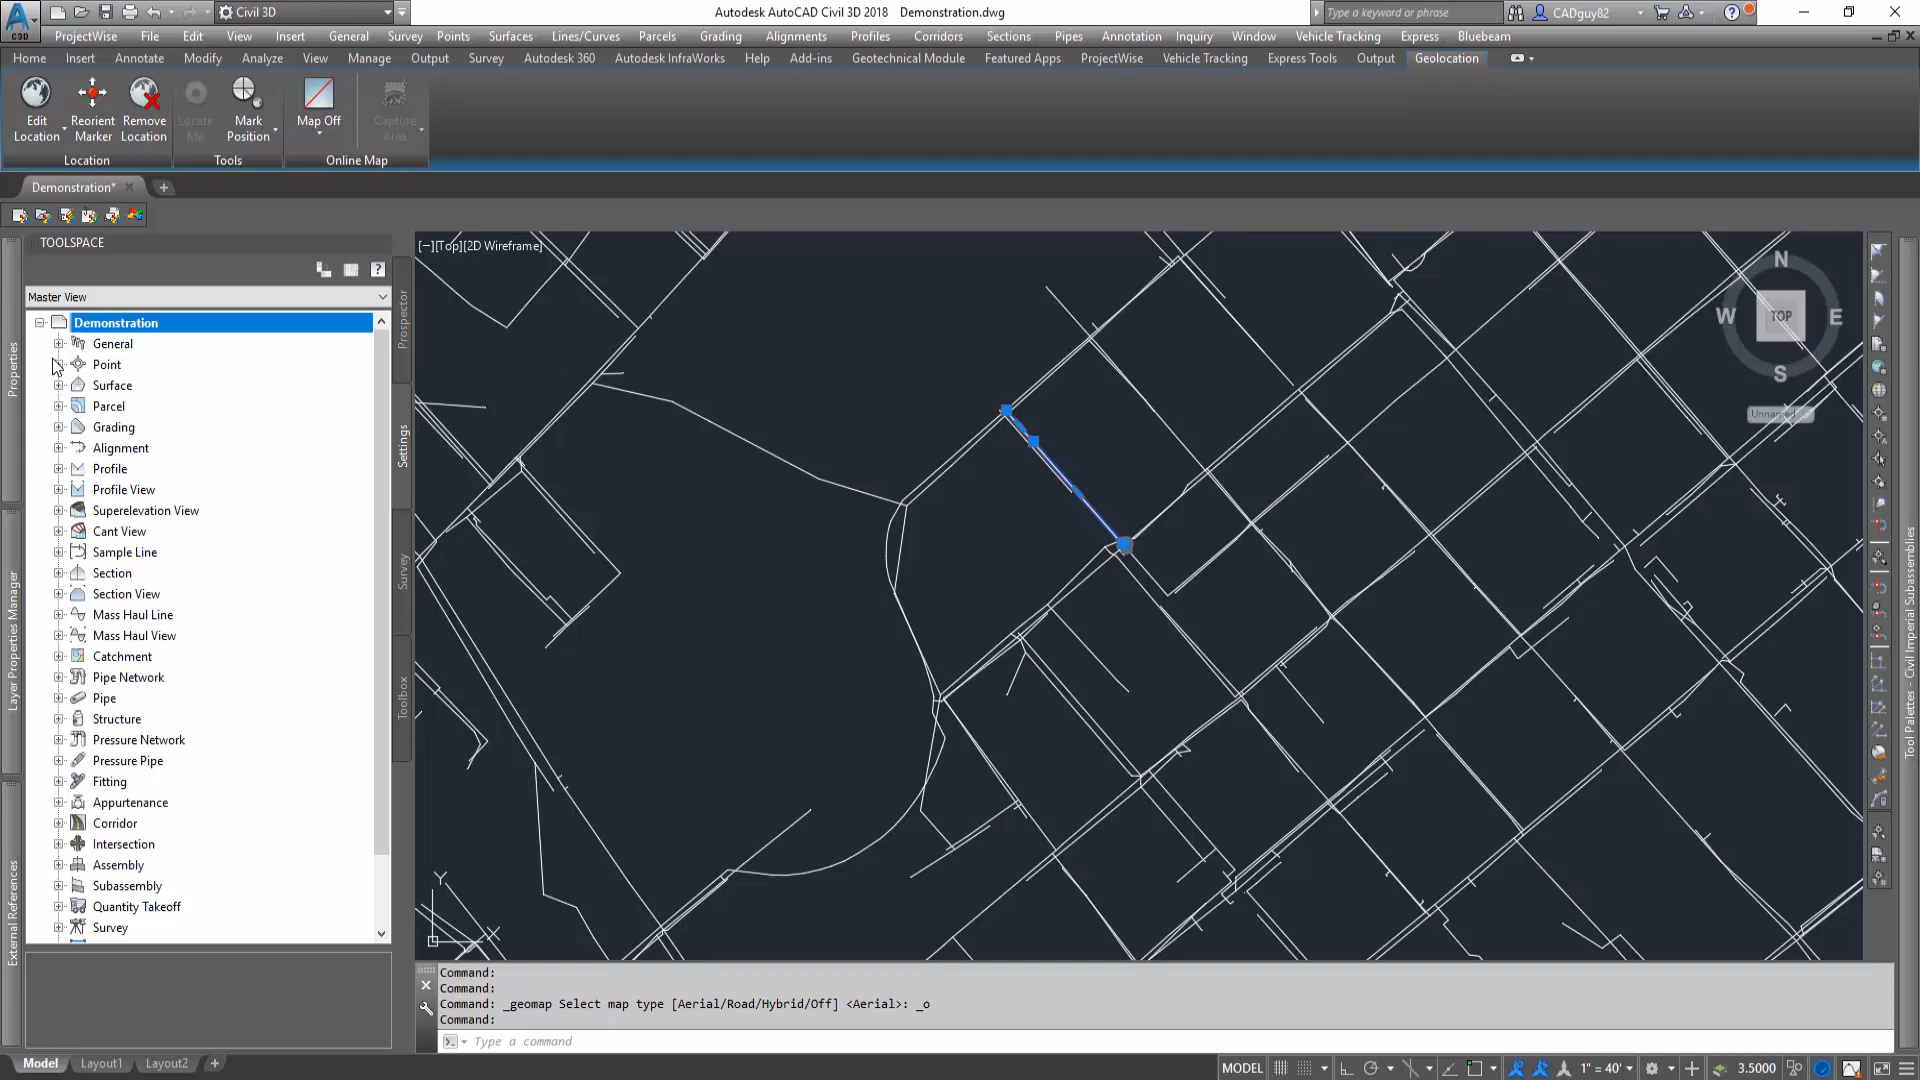 Civil 3D
Autodesk AutoCAD Civil 3D 2018 Demonstration.dwg
Type a keyword or phrase
CADguy82
C3D
ProjectWise File Edit View Insert General Survey Points Surfaces Lines/Curves Parcels Grading Alignments Profiles Corridors Sections Pipes Annotation Inquiry Window Vehicle Tracking Express Bluebeam
Home Insert Annotate Modify Analyze View Manage Output Survey Autodesk 360 Autodesk InfraWorks Help Add-ins Geotechnical Module Featured Apps ProjectWise Vehicle Tracking Express Tools Output Geolocation
Edit Location
Reorient Marker
Remove Location
Locate Me
Mark Position
Map Off
Capture Area
Location Tools Online Map
Demonstration*
TOOLSPACE
Master View
Demonstration
General
Point
Surface
Parcel
Grading
Alignment
Profile
Profile View
Superelevation View
Cant View
Sample Line
Section
Section View
Mass Haul Line
Mass Haul View
Catchment
Pipe Network
Pipe
Structure
Pressure Network
Pressure Pipe
Fitting
Appurtenance
Corridor
Intersection
Assembly
Subassembly
Quantity Takeoff
Survey
Properties
Layer Properties Manager
External References
Prospector
Settings
Survey
Toolbox
[−][Top][2D Wireframe]
N
W TOP E
S
Unnamed
Y
X
Tool Palettes - Civil Imperial Subassemblies
Command:
Command:
Command: _geomap Select map type [Aerial/Road/Hybrid/Off] <Aerial>: _o
Command:
Type a command
Model Layout1 Layout2
MODEL 1" = 40' 3.5000